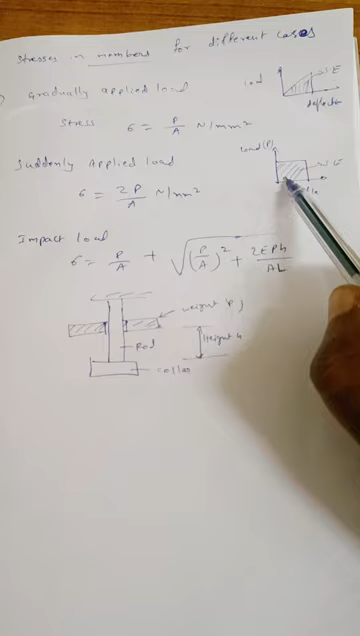 Stresses in members for different cases
Gradually applied load
Load
S.E
deflectn
Stress σ = P/A N/mm²
Suddenly Applied load
Load(P)
σ = 2P/A N/mm²
Impact load
σ = P/A + √((P/A)² + 2EPh/AL)
weight (P)
Rod
Height h
collar